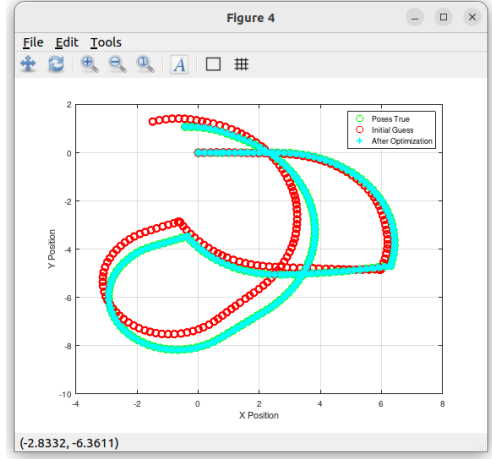 Figure 4
File Edit Tools
A
2
0
-2
-4
-6
-8
-10
-4 -2 0 2 4 6 8
Y Position
X Position
Poses True
Initial Guess
After Optimization
(-2.8332, -6.3611)